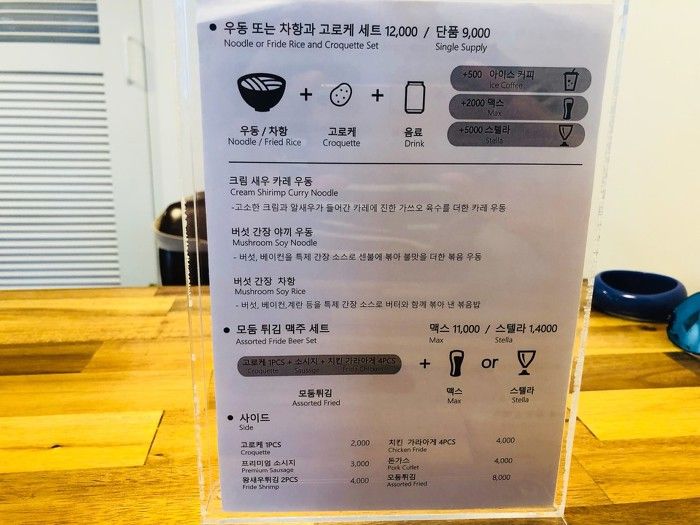 • 우동 또는 차항과 고로케 세트 12,000 / 단품 9,000
Noodle or Fride Rice and Croquette Set Single Supply
+500 아이스 커피
Ice Coffee
+2000 맥스
Max
+5000 스텔라
Stella
+ +
우동 / 차항 고로케 음료
Noodle / Fried Rice Croquette Drink
크림 새우 카레 우동
Cream Shirimp Curry Noodle
-고소한 크림과 알새우가 들어간 카레에 진한 가쓰오 육수를 더한 카레 우동
버섯 간장 야끼 우동
Mushroom Soy Noodle
- 버섯, 베이컨을 특제 간장 소스로 센불에 볶아 불맛을 더한 볶음 우동
버섯 간장 차항
Mushroom Soy Rice
- 버섯, 베이컨,계란 등을 특제 간장 소스로 버터와 함께 볶아 낸 볶음밥
• 모둠 튀김 맥주 세트 맥스 11,000 / 스텔라 1,4000
Assorted Fride Beer Set Max Stella
고로케 1PCS + 소시지 + 치킨 가라아게 4PCS + or
Croquette Sausage Fride Chicken
모둠튀김 맥스 스텔라
Assorted Fried Max Stella
• 사이드
Side
고로케 1PCS 2,000 치킨 가라아게 4PCS 4,000
Croquette Chicken Fride
프리미엄 소시지 3,000 돈가스 4,000
Premium Sausage Pork Cutlet
왕새우튀김 2PCS 4,000 모둠튀김 8,000
Fride Shrimp Assorted Fried